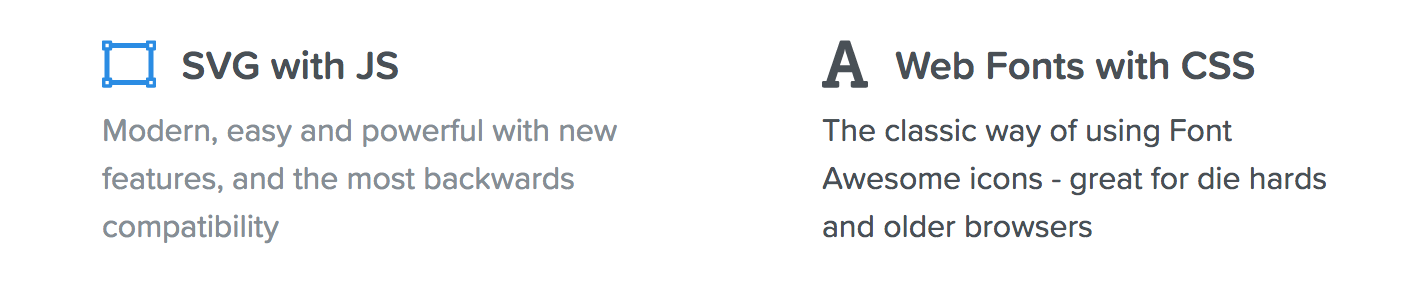 SVG with JS
Modern, easy and powerful with new
features, and the most backwards
compatibility
A Web Fonts with CSS
The classic way of using Font
Awesome icons - great for die hards
and older browsers